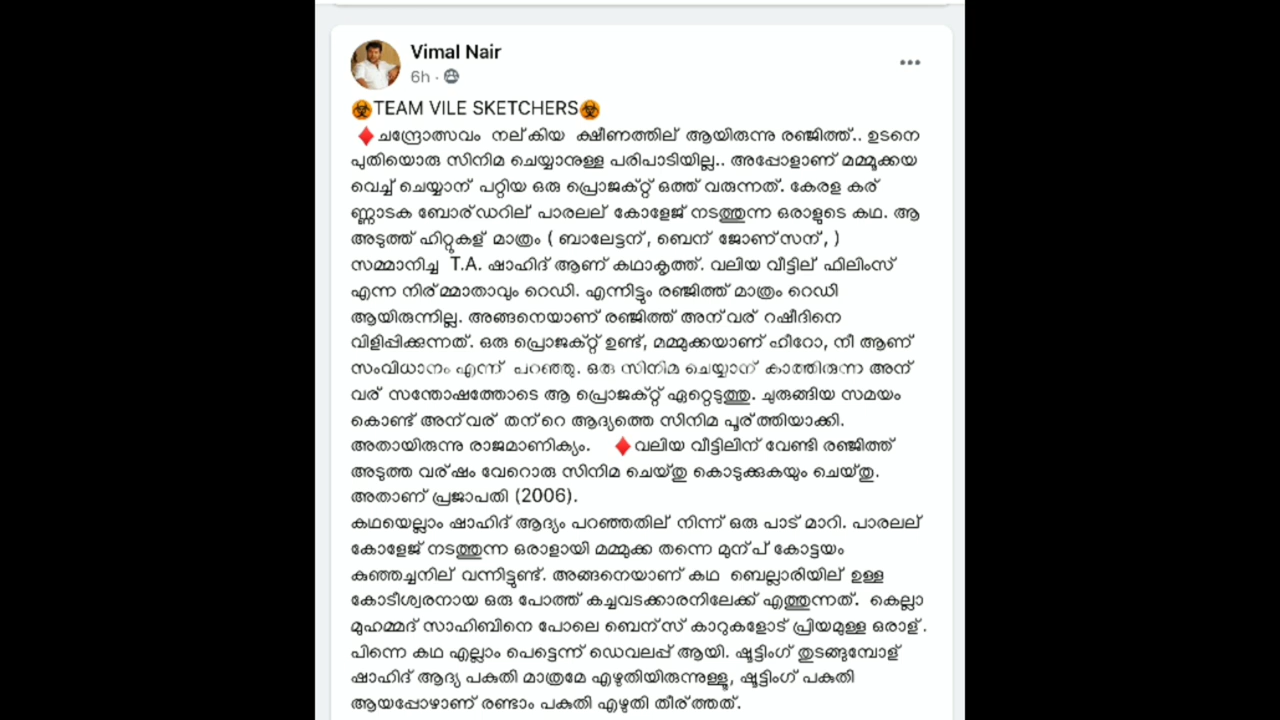 Vimal Nair
6h ·
☣TEAM VILE SKETCHERS☣
♦ചന്ദ്രോത്സവം നല്‌കിയ ക്ഷീണത്തില് ആയിരുന്നു രഞ്ജിത്ത്.. ഉടനെ
പുതിയൊരു സിനിമ ചെയ്യാനുള്ള പരിപാടിയില്ല.. അപ്പോളാണ് മമ്മൂക്കയ
വെച്ച് ചെയ്യാന് പറ്റിയ ഒരു പ്രൊജക്റ്റ് ഒത്ത് വരുന്നത്. കേരള കര്‌
ണ്ണാടക ബോര്‌ഡറില് പാരലല് കോളേജ് നടത്തുന്ന ഒരാളുടെ കഥ. ആ
അടുത്ത് ഹിറ്റുകള് മാത്രം ( ബാലേട്ടന്, ബെന് ജോണ്‌സന്, )
സമ്മാനിച്ച T.A. ഷാഹിദ് ആണ് കഥാകൃത്ത്. വലിയ വീട്ടില് ഫിലിംസ്
എന്ന നിര്‌മ്മാതാവും റെഡി. എന്നിട്ടും രഞ്ജിത്ത് മാത്രം റെഡി
ആയിരുന്നില്ല. അങ്ങനെയാണ് രഞ്ജിത്ത് അന്‌വര് റഷീദിനെ
വിളിപ്പിക്കുന്നത്. ഒരു പ്രൊജക്റ്റ് ഉണ്ട്, മമ്മുക്കയാണ് ഹീറോ, നീ ആണ്
സംവിധാനം എന്ന് പറഞ്ഞു. ഒരു സിനിമ ചെയ്യാന് കാത്തിരുന്ന അന്‌
വര് സന്തോഷത്തോടെ ആ പ്രൊജക്റ്റ് ഏറ്റെടുത്തു. ചുരുങ്ങിയ സമയം
കൊണ്ട് അന്‌വര് തന്‌റെ ആദ്യത്തെ സിനിമ പൂര്‌ത്തിയാക്കി.
അതായിരുന്നു രാജമാണിക്യം. ♦വലിയ വീട്ടിലിന് വേണ്ടി രഞ്ജിത്ത്
അടുത്ത വര്‌ഷം വേറൊരു സിനിമ ചെയ്തു കൊടുക്കുകയും ചെയ്തു.
അതാണ് പ്രജാപതി (2006).
കഥയെല്ലാം ഷാഹിദ് ആദ്യം പറഞ്ഞതില് നിന്ന് ഒരു പാട് മാറി. പാരലല്
കോളേജ് നടത്തുന്ന ഒരാളായി മമ്മുക്ക തന്നെ മുന്‌പ് കോട്ടയം
കുഞ്ഞച്ചനില് വന്നിട്ടുണ്ട്. അങ്ങനെയാണ് കഥ ബെല്ലാരിയില് ഉള്ള
കോടീശ്വരനായ ഒരു പോത്ത് കച്ചവടക്കാരനിലേക്ക് എത്തുന്നത്. കെല്ലാ
മുഹമ്മദ് സാഹിബിനെ പോലെ ബെന്‌സ് കാറുകളോട് പ്രിയമുള്ള ഒരാള്.
പിന്നെ കഥ എല്ലാം പെട്ടെന്ന് ഡെവലപ്പ് ആയി. ഷൂട്ടിംഗ് തുടങ്ങുമ്പോള്
ഷാഹിദ് ആദ്യ പകുതി മാത്രമേ എഴുതിയിരുന്നുള്ളൂ, ഷൂട്ടിംഗ് പകുതി
ആയപ്പോഴാണ് രണ്ടാം പകുതി എഴുതി തീര്‌ത്തത്.